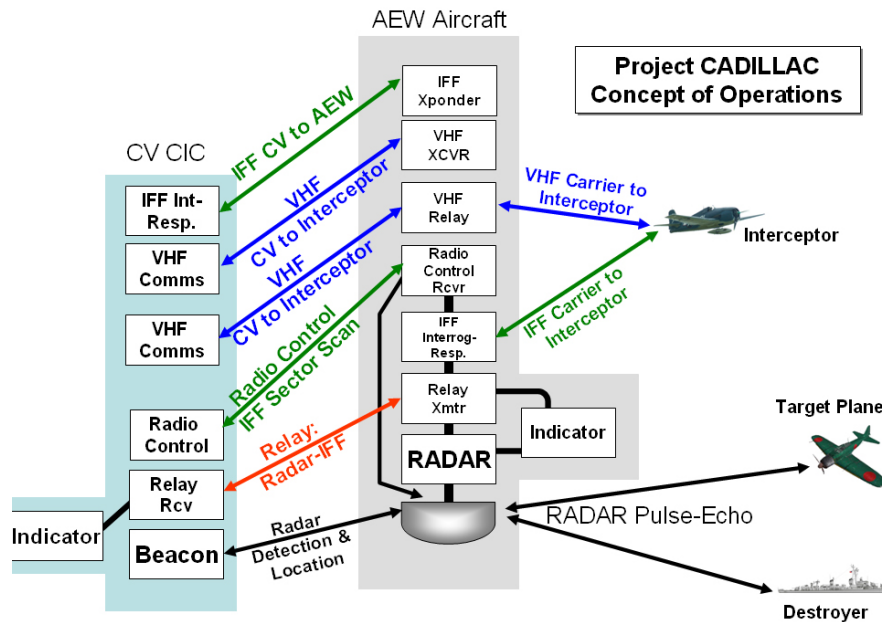 AEW Aircraft
Project CADILLAC
Concept of Operations
CV CIC
IFF
Xponder
VHF
XCVR
VHF
Relay
Radio
Control
Rcvr
IFF
Interrog-
Resp.
Relay
Xmtr
RADAR
Indicator
IFF Int-
Resp.
VHF
Comms
VHF
Comms
Radio
Control
Relay
Rcv
Beacon
Indicator
IFF CV to AEW
VHF
CV to Interceptor
VHF
CV to Interceptor
Radio Control
IFF Sector Scan
Relay:
Radar-IFF
Radar
Detection &
Location
VHF Carrier to
Interceptor
IFF Carrier to
Interceptor
Interceptor
Target Plane
RADAR Pulse-Echo
Destroyer